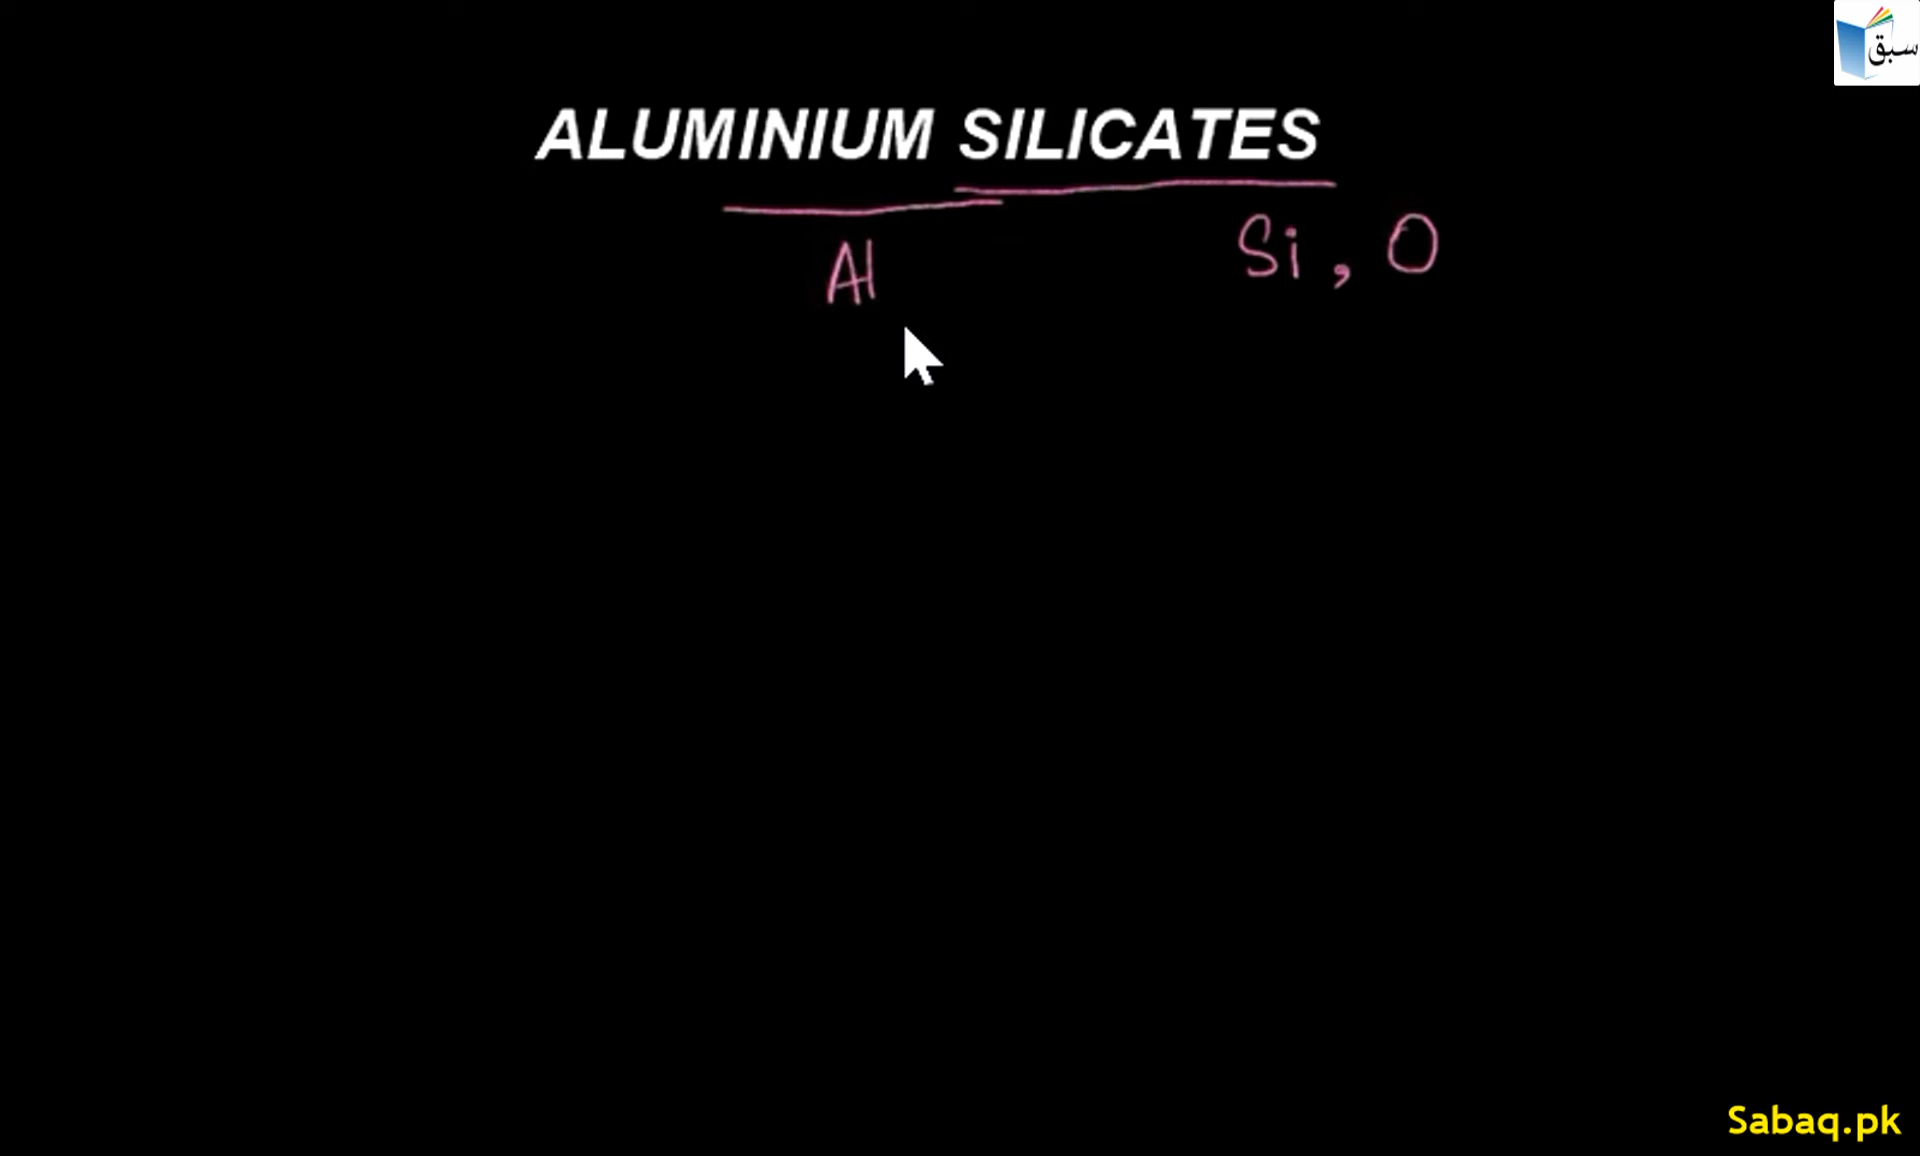 سبق
ALUMINIUM SILICATES
Al
Si, O
Sabaq.pk